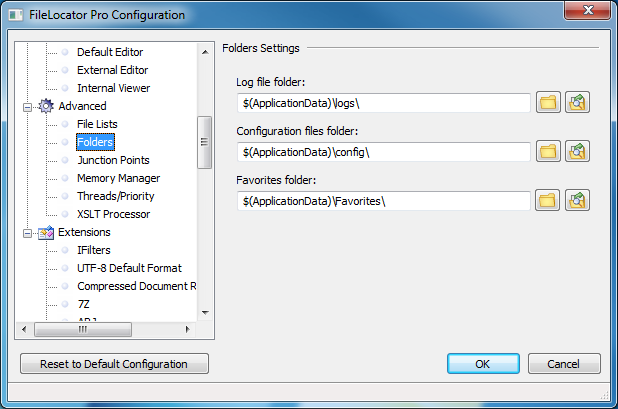 FileLocator Pro Configuration
Default Editor
External Editor
Internal Viewer
Advanced
File Lists
Folders
Junction Points
Memory Manager
Threads/Priority
XSLT Processor
Extensions
IFilters
UTF-8 Default Format
Compressed Document R
7Z
Folders Settings
Log file folder:
$(ApplicationData)\logs\
Configuration files folder:
$(ApplicationData)\config\
Favorites folder:
$(ApplicationData)\Favorites\
Reset to Default Configuration
OK
Cancel